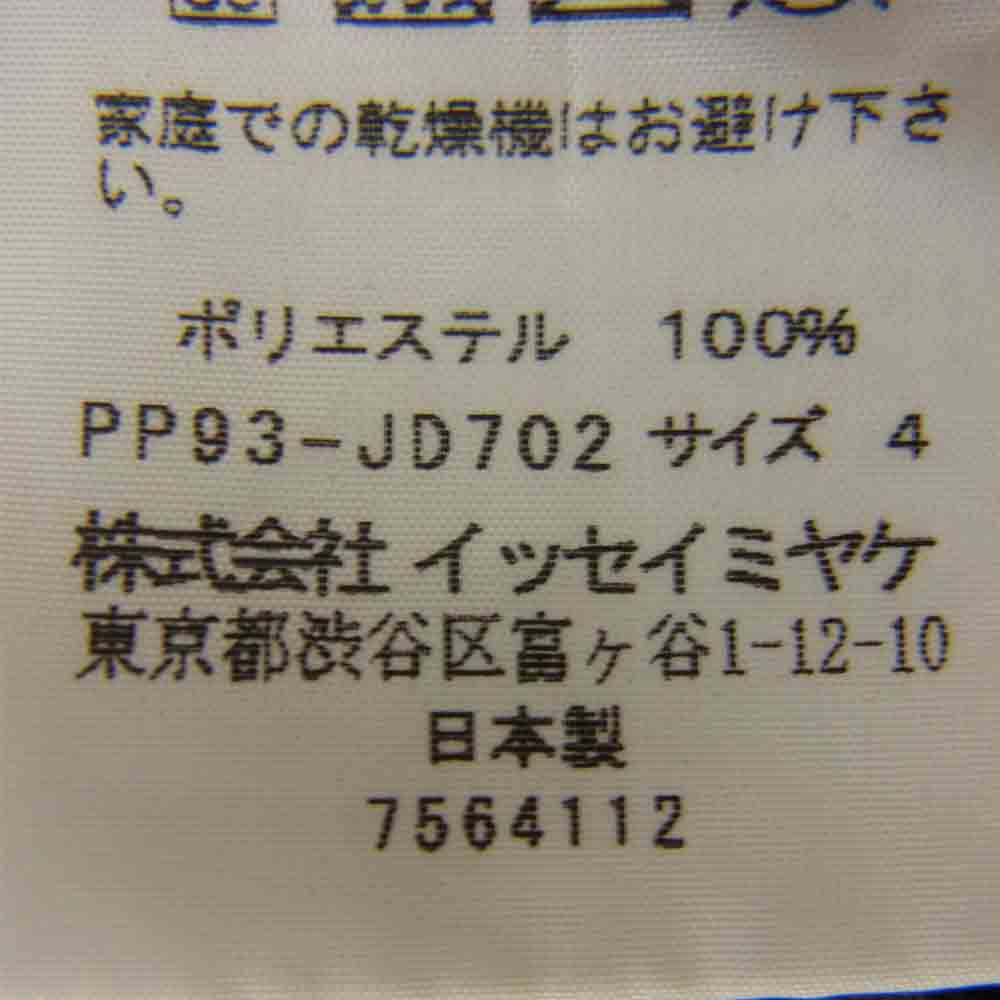 家庭での乾燥機はお避け下さ
い。
ポリエステル 100%
PP93-JD702 サイズ 4
株式会社 イッセイミヤケ
東京都渋谷区富ヶ谷1-12-10
日本製
7564112